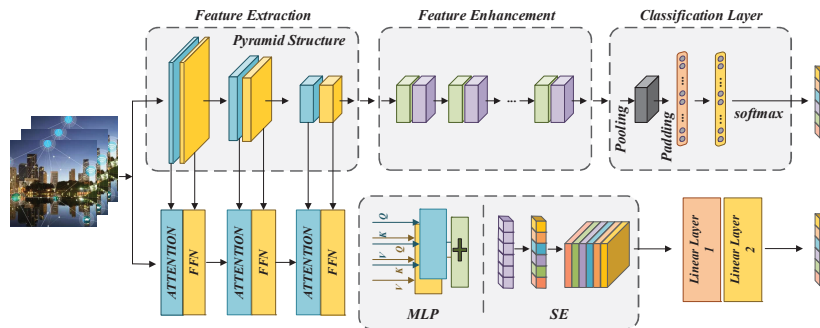 Feature Extraction
Feature Enhancement
Classification Layer
Pyramid Structure
...
Pooling
Padding
...
...
...
...
softmax
ATTENTION
FFN
ATTENTION
FFN
ATTENTION
FFN
Q
K
Q
V
K
V
MLP
SE
Linear Layer
1
Linear Layer
2